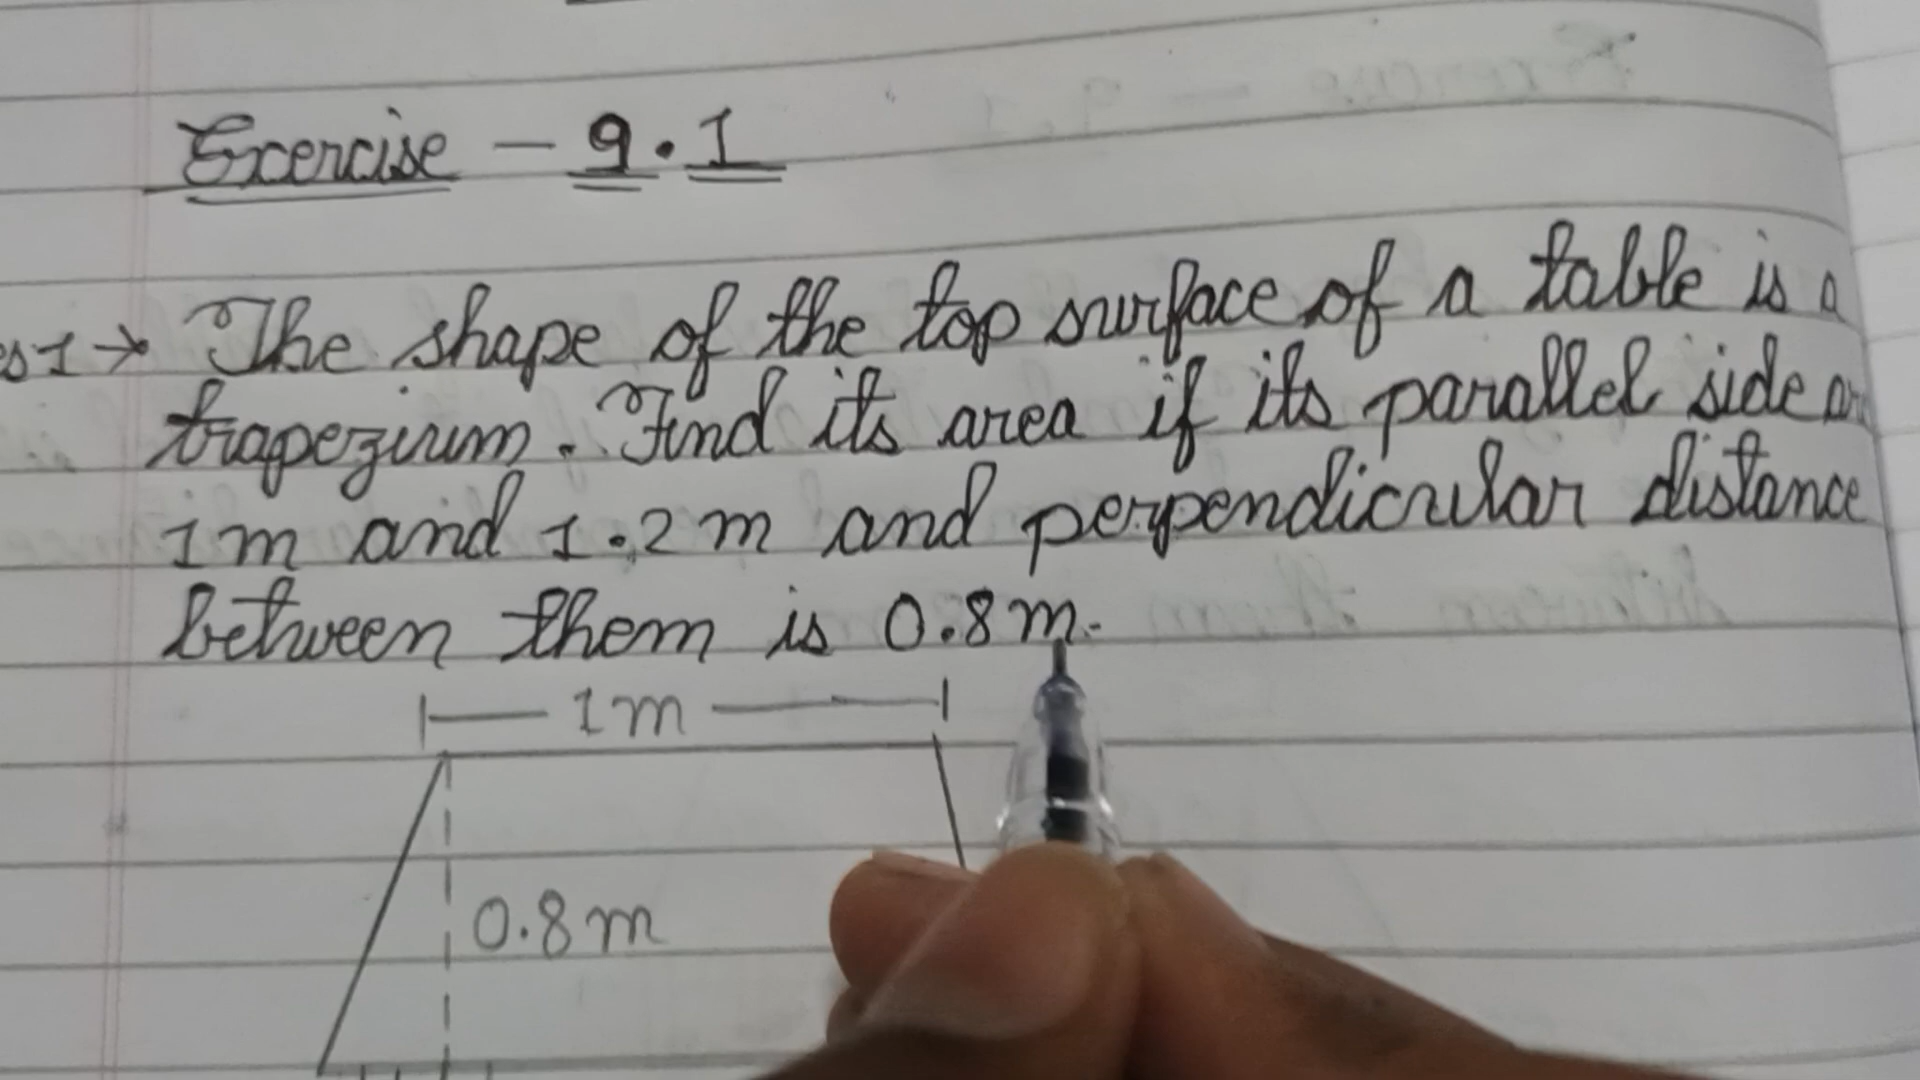 Exercise - 9.1
s1→ The shape of the top surface of a table is a
trapezium. Find its area if its parallel side
1m and 1.2m and perpendicular distance
between them is 0.8m.
1m
0.8m